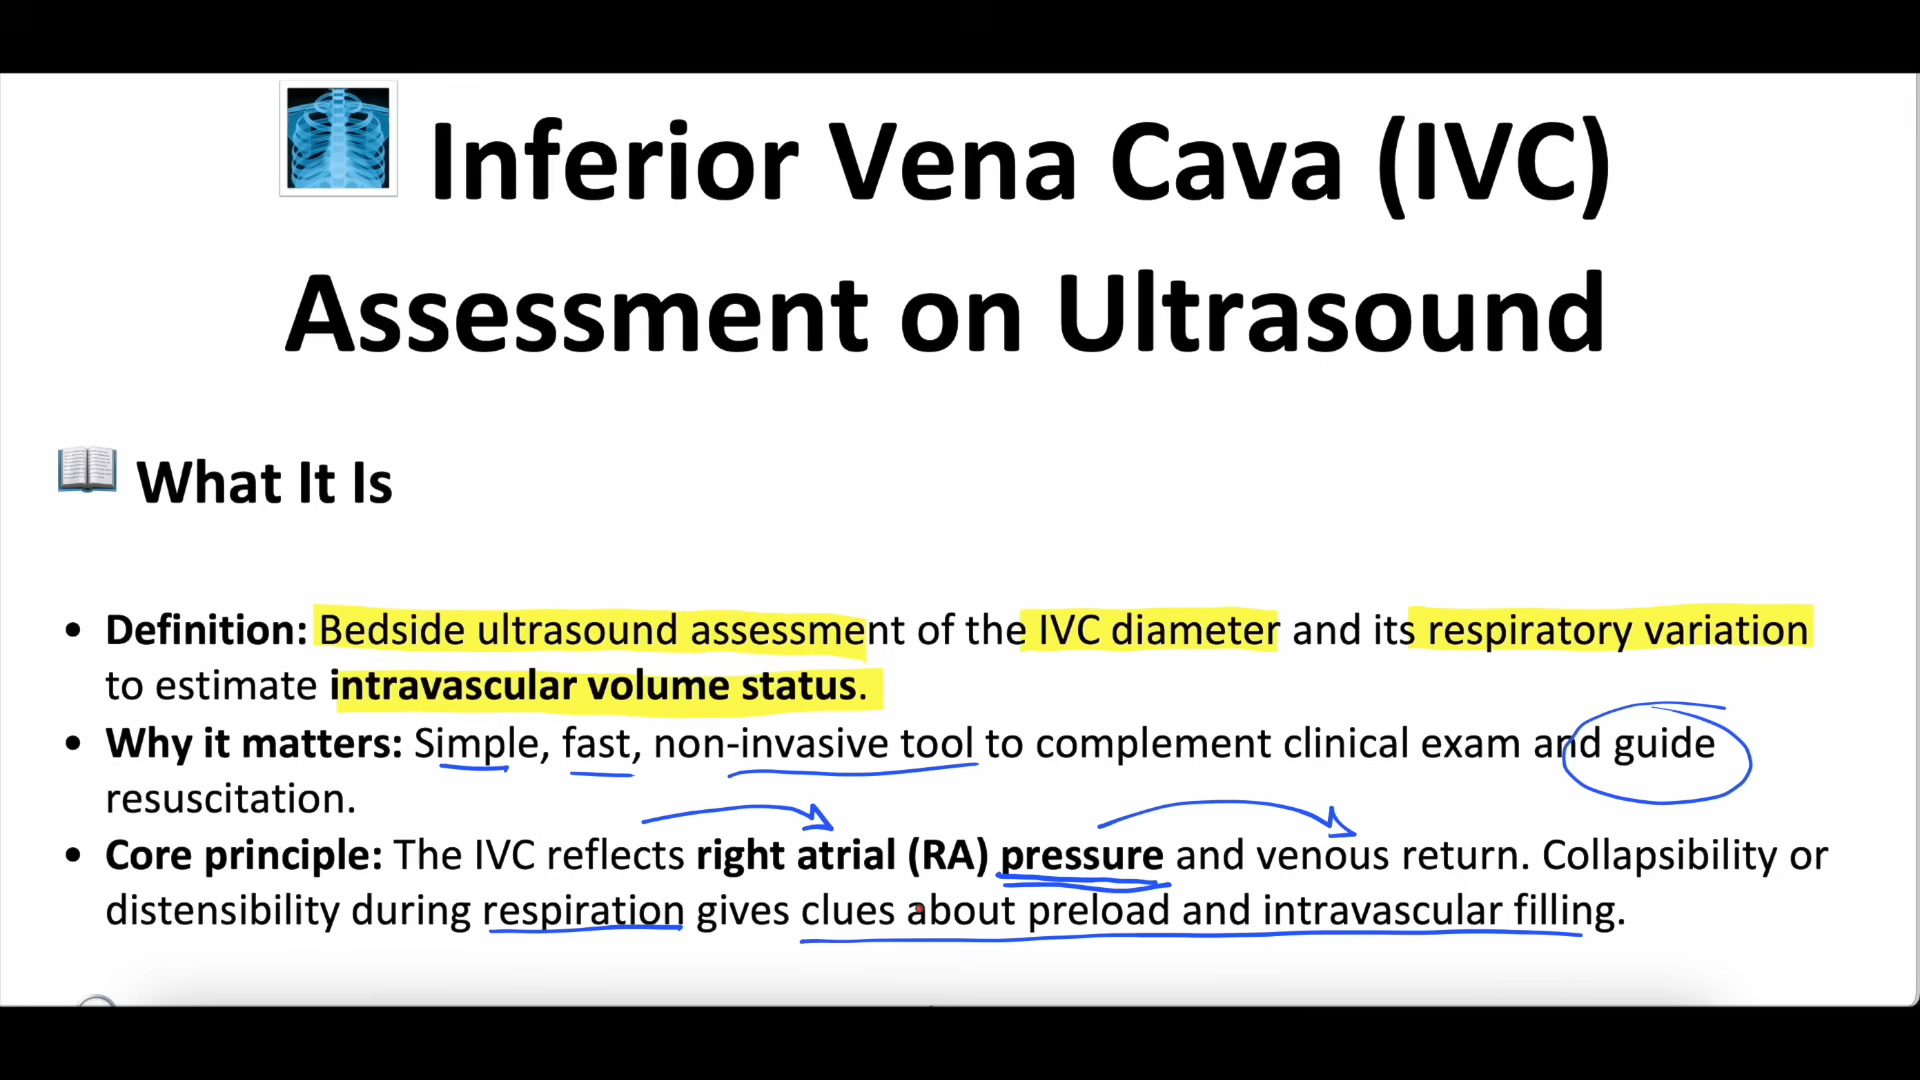 Inferior Vena Cava (IVC)
Assessment on Ultrasound
What It Is
• Definition: Bedside ultrasound assessment of the IVC diameter and its respiratory variation
to estimate intravascular volume status.
• Why it matters: Simple, fast, non-invasive tool to complement clinical exam and guide
resuscitation.
• Core principle: The IVC reflects right atrial (RA) pressure and venous return. Collapsibility or
distensibility during respiration gives clues about preload and intravascular filling.